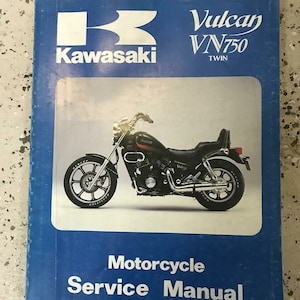 Kawasaki
Vulcan
VN750
TWIN
Motorcycle
Service Manual